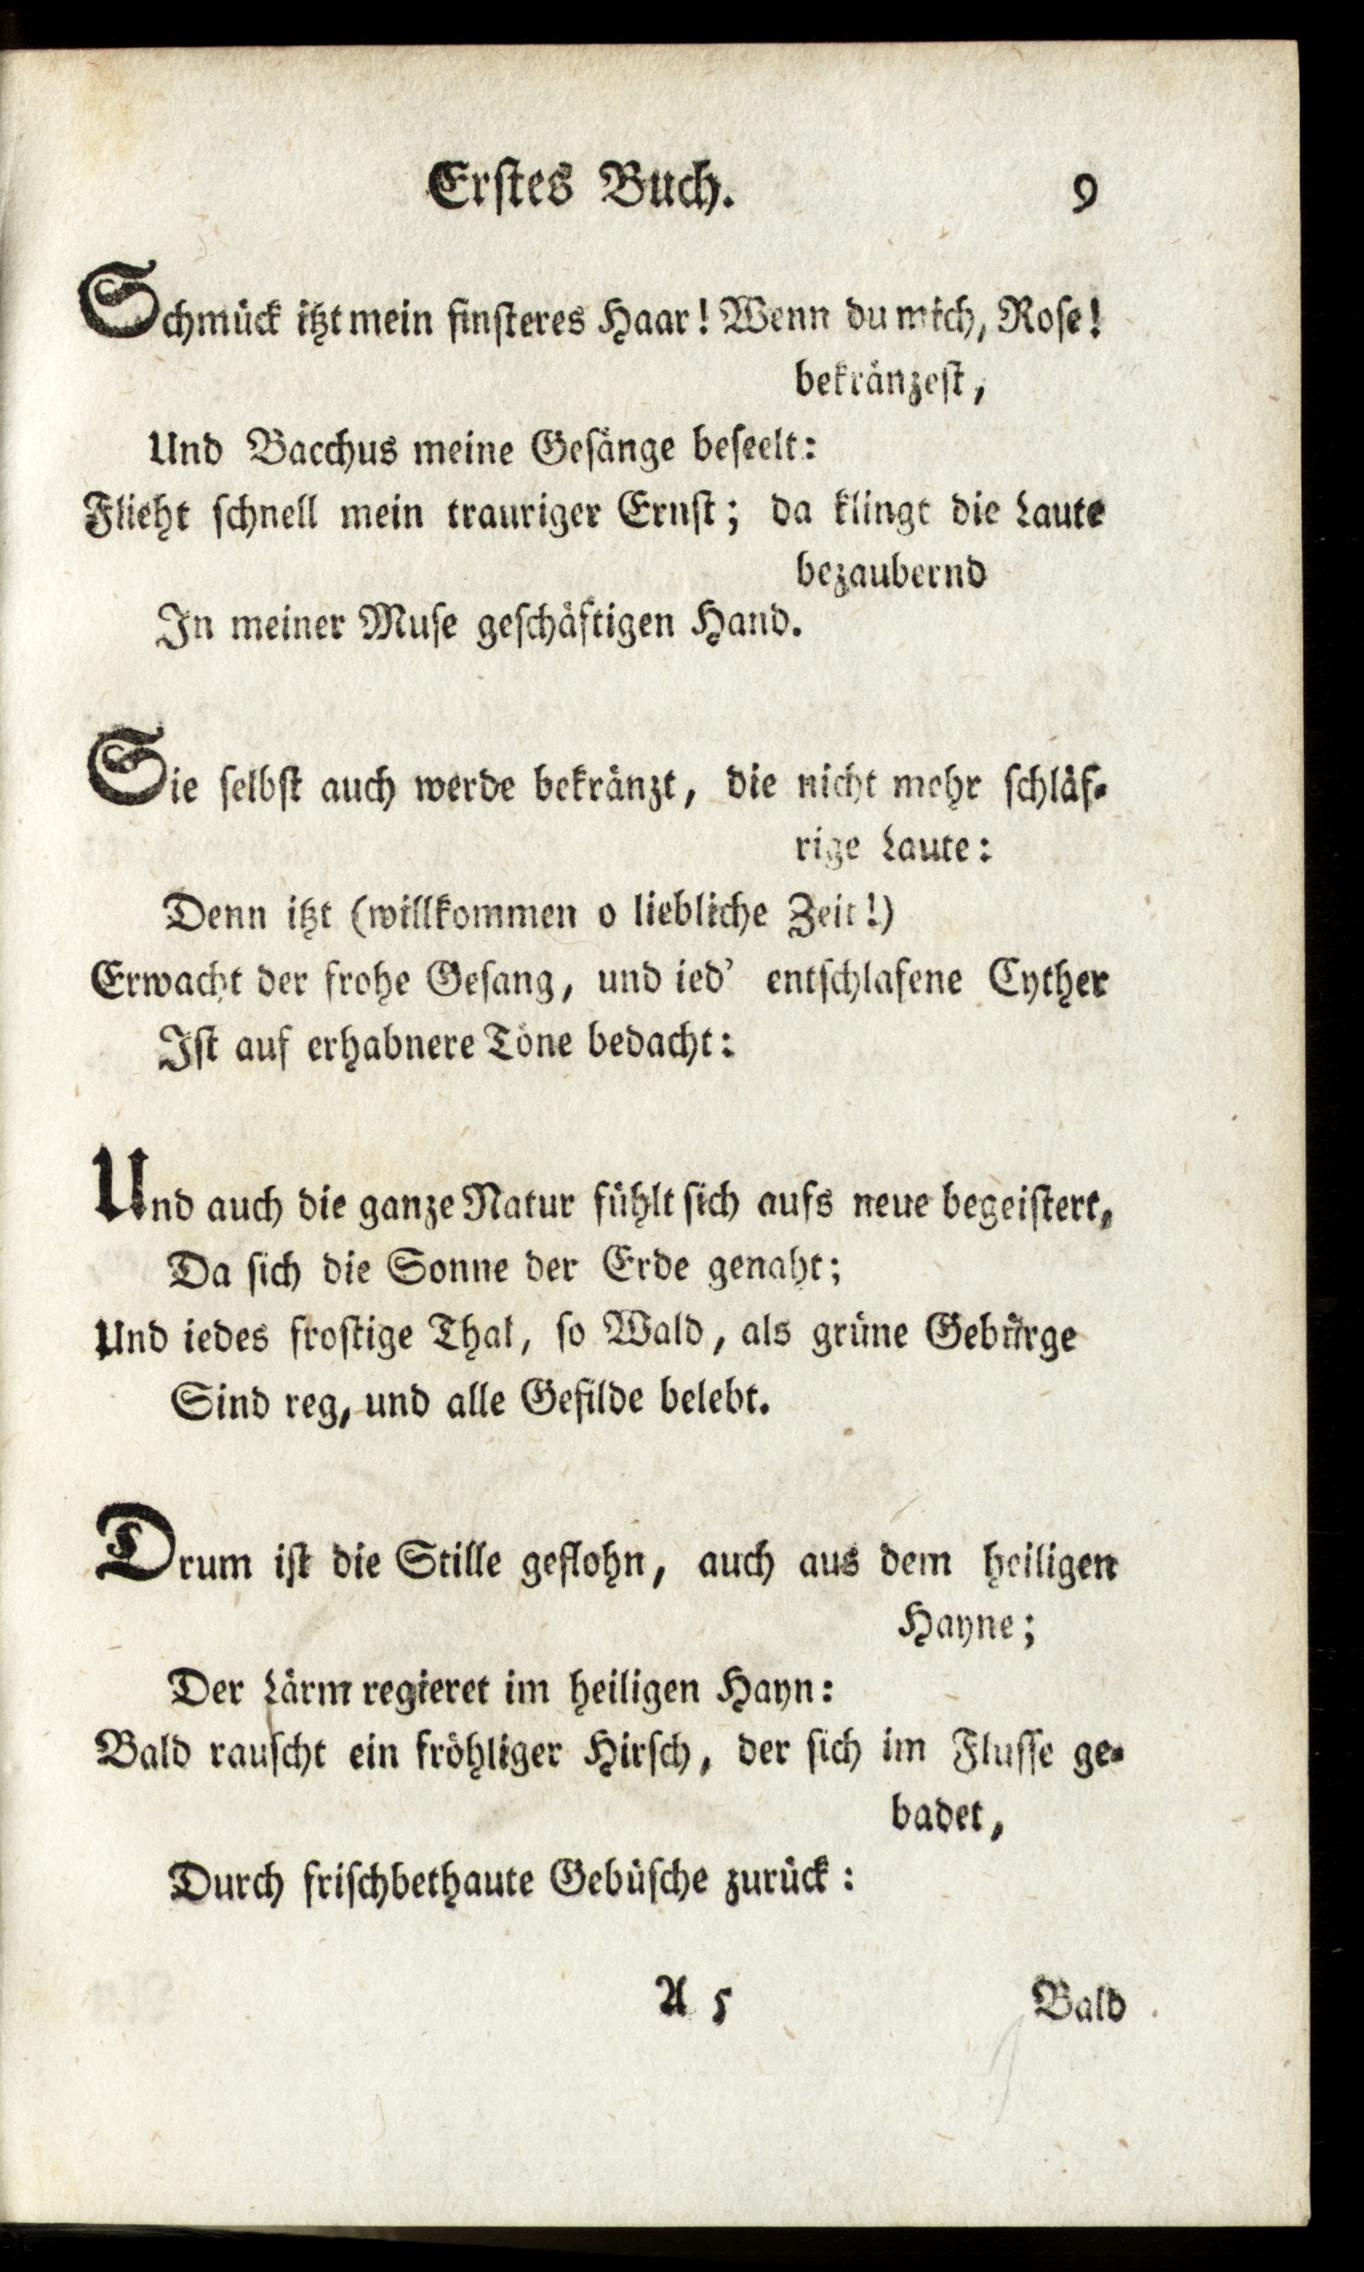 Erſtes Buch. 9
Schmück itzt mein finſteres Haar! Wenn du mich, Roſe!
bekränzeſt,
Und Bacchus meine Geſänge beſeelt:
Flieht ſchnell mein trauriger Ernſt; da klingt die Laute
bezaubernd
In meiner Muſe geſchäftigen Hand.
Sie ſelbſt auch werde bekränzt, die nicht mehr ſchläf-
rige Laute:
Denn itzt (willkommen o liebliche Zeit!)
Erwacht der frohe Geſang, und ied' entſchlafene Cyther
Iſt auf erhabnere Töne bedacht:
Und auch die ganze Natur fühlt ſich aufs neue begeiſtert,
Da ſich die Sonne der Erde genaht;
Und iedes froſtige Thal, ſo Wald, als grüne Gebürge
Sind reg, und alle Gefilde belebt.
Drum iſt die Stille geflohn, auch aus dem heiligen
Hayne;
Der Lärm regieret im heiligen Hayn:
Bald rauſcht ein fröhliger Hirſch, der ſich im Fluſſe ge-
badet,
Durch friſchbethaute Gebüſche zurück:
A 5 Bald